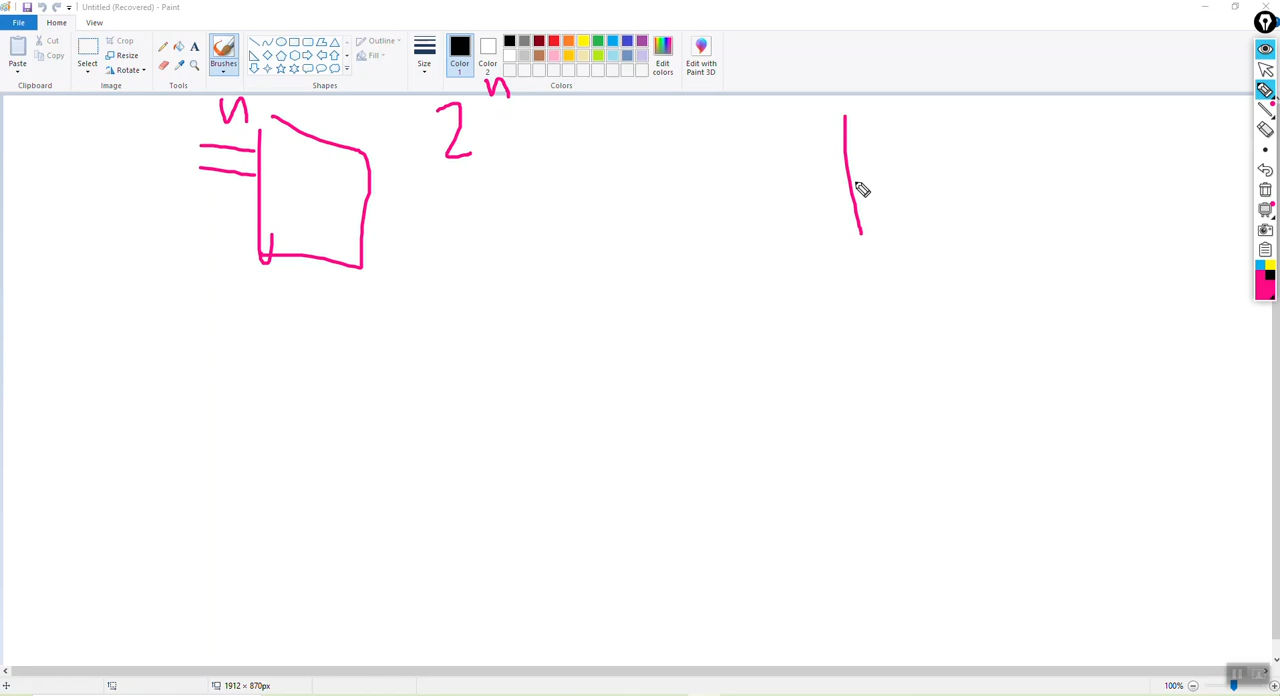 Untitled (Recovered) - Paint
File Home View
Paste
Cut
Copy
Clipboard
Select
Crop
Resize
Rotate
Image
A
Tools
Brushes
Shapes
Outline
Fill
Size
Color 1
Color 2
Edit colors
Colors
Edit with Paint 3D
n
2^n
1912 × 870px
100%